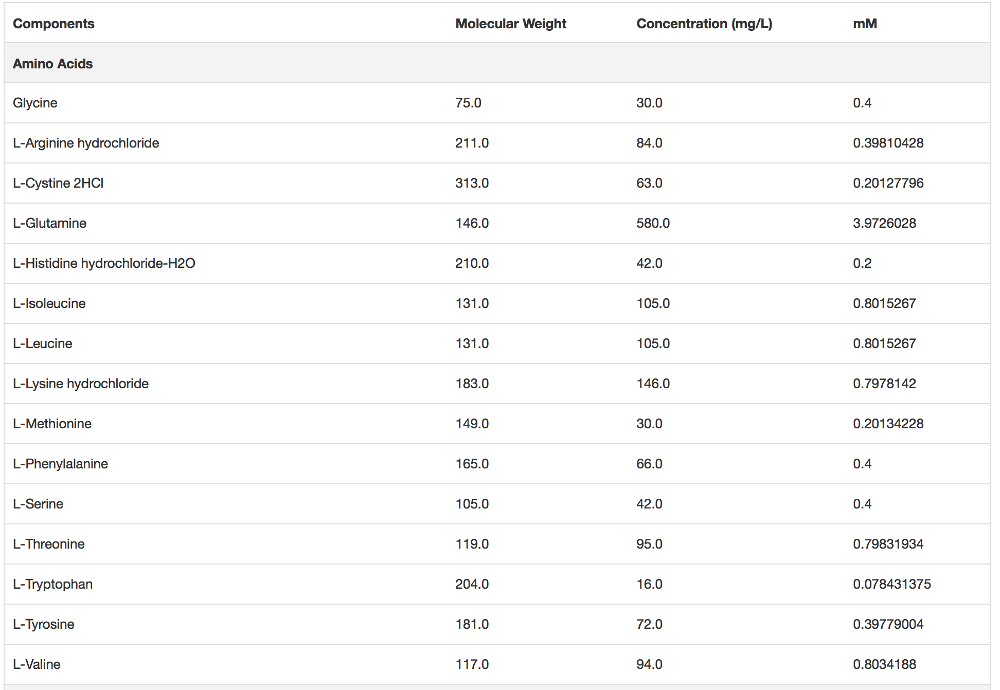 Components Molecular Weight Concentration (mg/L) mM
Amino Acids
Glycine 75.0 30.0 0.4
L-Arginine hydrochloride 211.0 84.0 0.39810428
L-Cystine 2HCl 313.0 63.0 0.20127796
L-Glutamine 146.0 580.0 3.9726028
L-Histidine hydrochloride-H2O 210.0 42.0 0.2
L-Isoleucine 131.0 105.0 0.8015267
L-Leucine 131.0 105.0 0.8015267
L-Lysine hydrochloride 183.0 146.0 0.7978142
L-Methionine 149.0 30.0 0.20134228
L-Phenylalanine 165.0 66.0 0.4
L-Serine 105.0 42.0 0.4
L-Threonine 119.0 95.0 0.79831934
L-Tryptophan 204.0 16.0 0.078431375
L-Tyrosine 181.0 72.0 0.39779004
L-Valine 117.0 94.0 0.8034188